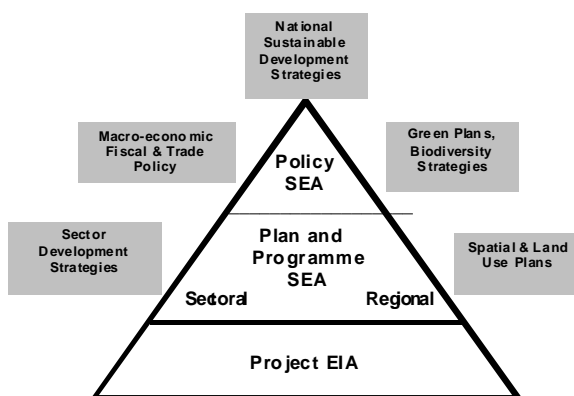 National
Sustainable
Development
Strategies
Macro-economic
Fiscal & Trade
Policy
Green Plans,
Biodiversity
Strategies
Policy
SEA
Sector
Development
Strategies
Plan and
Programme
SEA
Spatial & Land
Use Plans
Sectoral
Regional
Project EIA